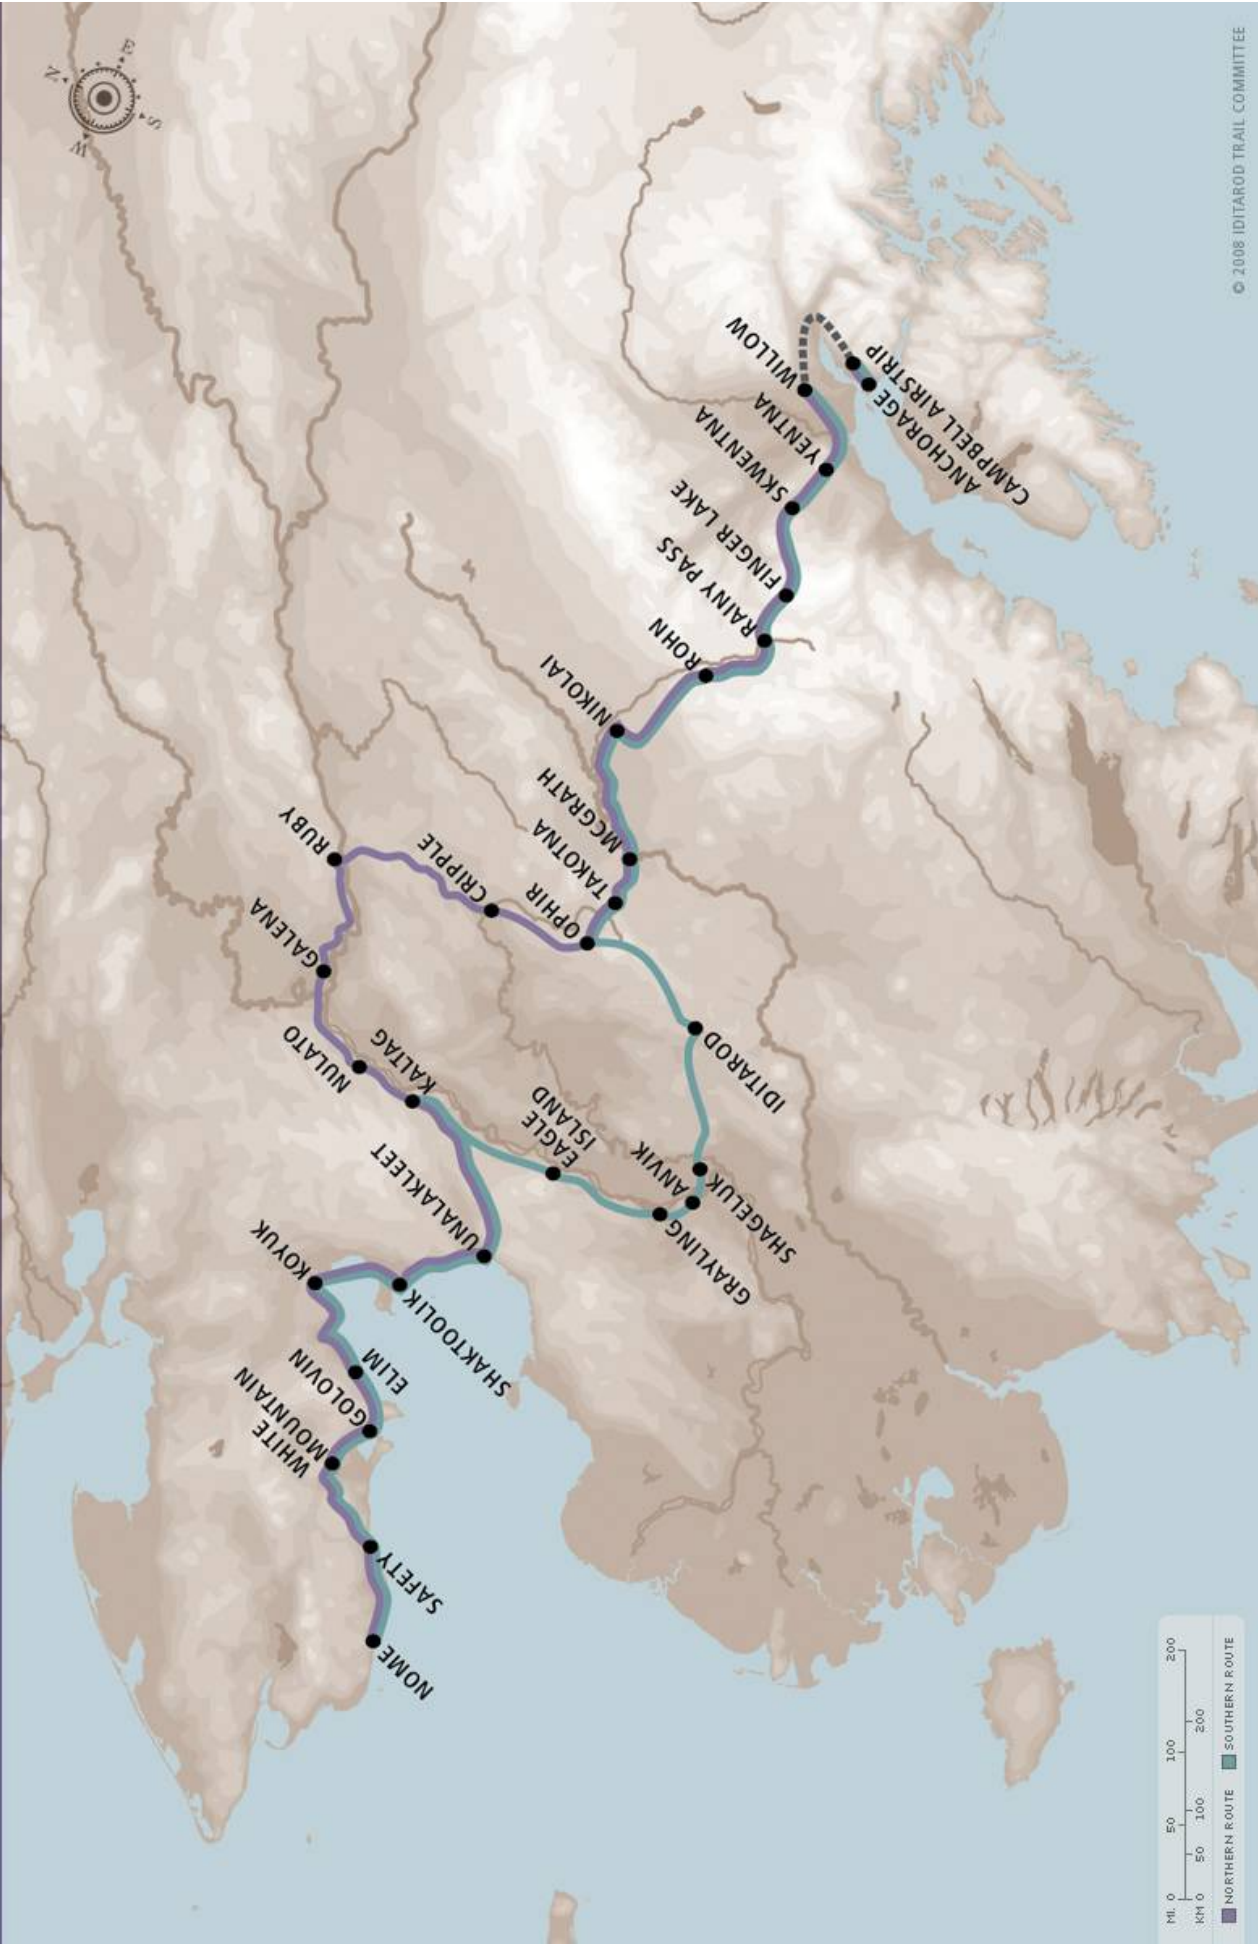 N
E
S
W
WILLOW
YENTNA
SKWENTNA
FINGER LAKE
RAINY PASS
ROHN
NIKOLAI
MCGRATH
TAKOTNA
OPHIR
CRIPPLE
RUBY
GALENA
NULATO
KALTAG
UNALAKLEET
KOYUK
SHAKTOOLIK
ELIM
GOLOVIN
WHITE
MOUNTAIN
SAFETY
NOME
EAGLE
ISLAND
GRAYLING
ANVIK
SHAGELUK
IDITAROD
ANCHORAGE
CAMPBELL AIRSTRIP
MI. 0 50 100 200
KM 0 50 100 200
NORTHERN ROUTE SOUTHERN ROUTE
© 2008 IDITAROD TRAIL COMMITTEE